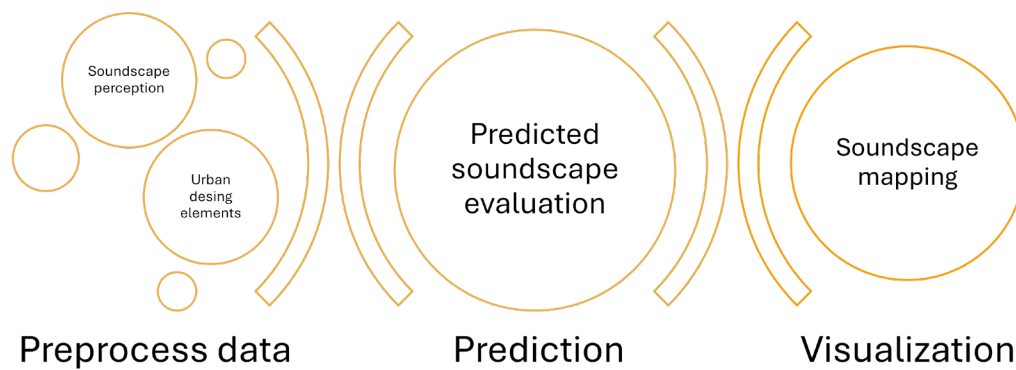 Soundscape
perception
Urban
desing
elements
Predicted
soundscape
evaluation
Soundscape
mapping
Preprocess data
Prediction
Visualization